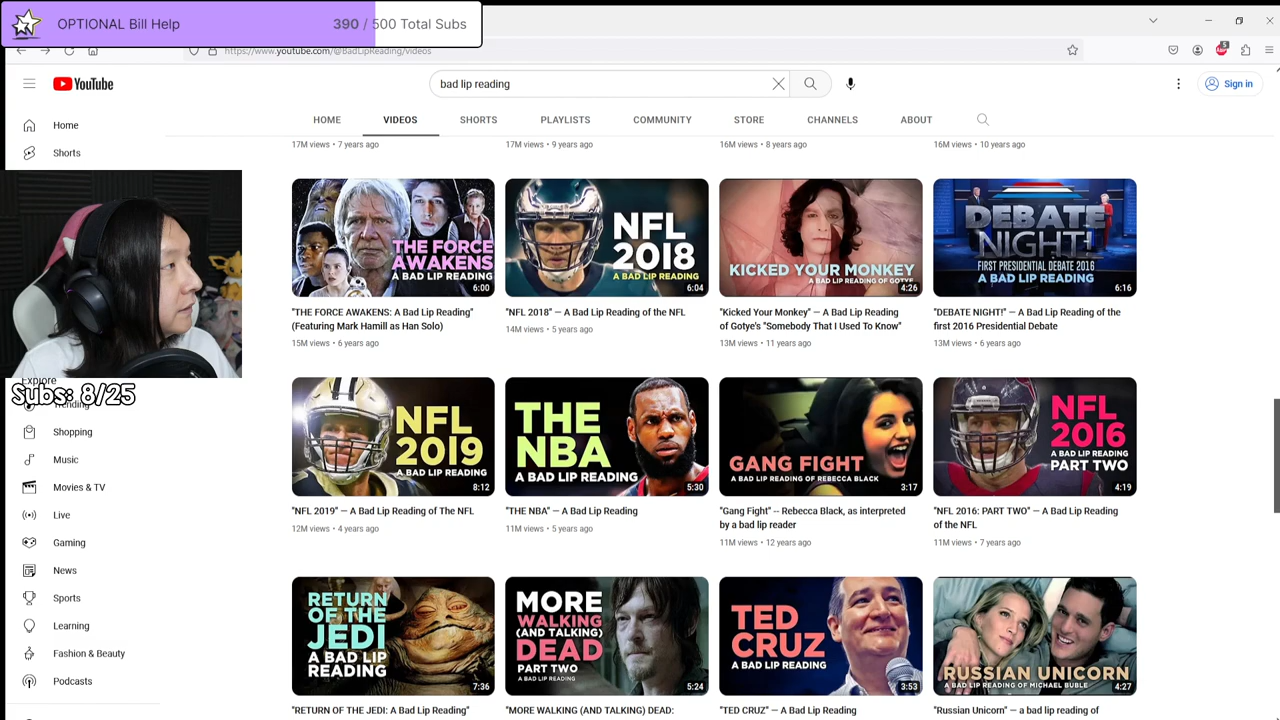 OPTIONAL Bill Help
390 / 500 Total Subs
https://www.youtube.com/@BadLipReading/videos
YouTube
bad lip reading
Sign in
HOME
VIDEOS
SHORTS
PLAYLISTS
COMMUNITY
STORE
CHANNELS
ABOUT
Home
Shorts
Explore
Subs: 8/25
Trending
Shopping
Music
Movies & TV
Live
Gaming
News
Sports
Learning
Fashion & Beauty
Podcasts
17M views • 7 years ago
17M views • 9 years ago
16M views • 8 years ago
16M views • 10 years ago
THE FORCE
AWAKENS
A BAD LIP READING
6:00
"THE FORCE AWAKENS: A Bad Lip Reading"
(Featuring Mark Hamill as Han Solo)
15M views • 6 years ago
NFL
2018
A BAD LIP READING
6:04
"NFL 2018" — A Bad Lip Reading of the NFL
14M views • 5 years ago
KICKED YOUR MONKEY
A BAD LIP READING OF GOTYE
4:26
"Kicked Your Monkey" — A Bad Lip Reading
of Gotye's "Somebody That I Used To Know"
13M views • 11 years ago
DEBATE
NIGHT!
FIRST PRESIDENTIAL DEBATE 2016
A BAD LIP READING
6:16
"DEBATE NIGHT!" — A Bad Lip Reading of the
first 2016 Presidential Debate
13M views • 6 years ago
NFL
2019
A BAD LIP READING
8:12
"NFL 2019" — A Bad Lip Reading of The NFL
12M views • 4 years ago
THE
NBA
A BAD LIP READING
5:30
"THE NBA" — A Bad Lip Reading
11M views • 5 years ago
GANG FIGHT
A BAD LIP READING OF REBECCA BLACK
3:17
"Gang Fight" -- Rebecca Black, as interpreted
by a bad lip reader
11M views • 12 years ago
NFL
2016
A BAD LIP READING
PART TWO
4:19
"NFL 2016: PART TWO" — A Bad Lip Reading
of the NFL
11M views • 7 years ago
RETURN
OF THE
JEDI
A BAD LIP
READING
7:36
"RETURN OF THE JEDI: A Bad Lip Reading"
MORE
WALKING
(AND TALKING)
DEAD
PART TWO
A BAD LIP READING
5:24
"MORE WALKING (AND TALKING) DEAD:
TED
CRUZ
A BAD LIP READING
3:53
"TED CRUZ" — A Bad Lip Reading
RUSSIAN UNICORN
A BAD LIP READING OF MICHAEL BUBLE
4:27
"Russian Unicorn" — a bad lip reading of